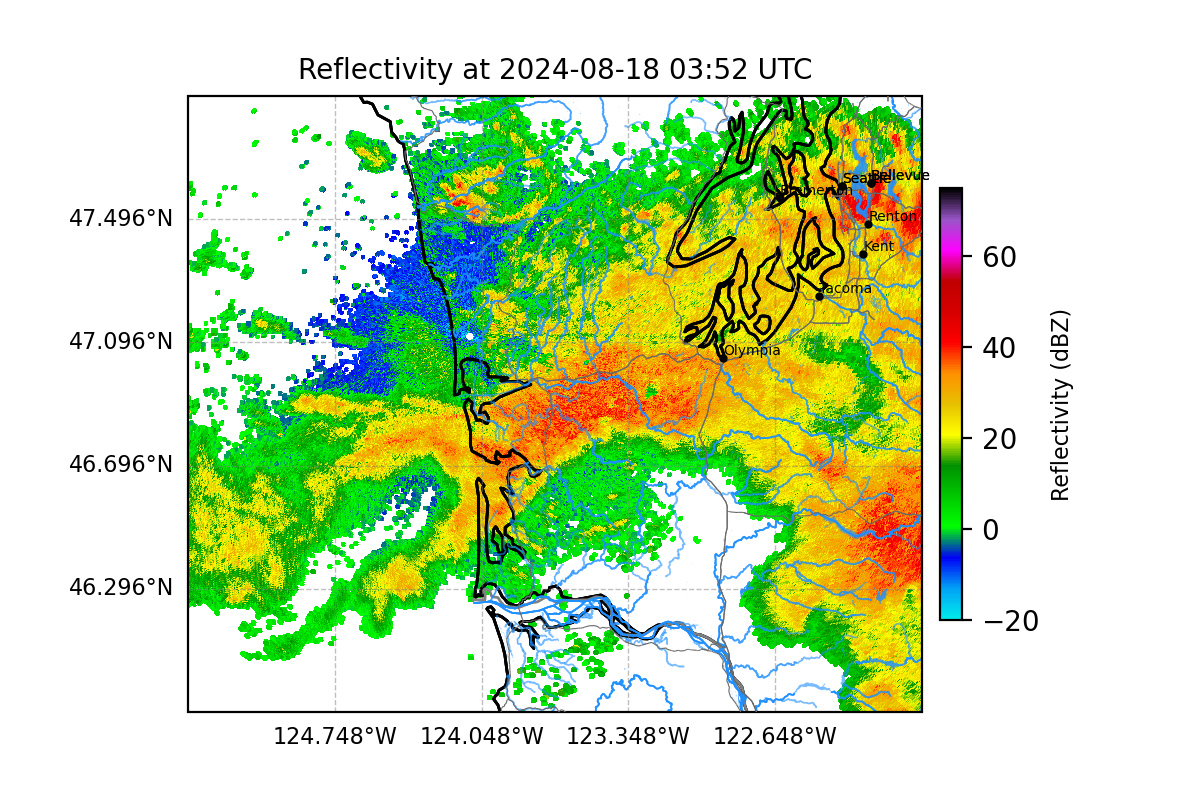 Reflectivity at 2024-08-18 03:52 UTC
Seattle
Bellevue
Bremerton
47.496°N
Renton
Kent
60
Tacoma
47.096°N
Olympia
40
Reflectivity (dBZ)
20
46.696°N
0
46.296°N
−20
124.748°W 124.048°W 123.348°W 122.648°W